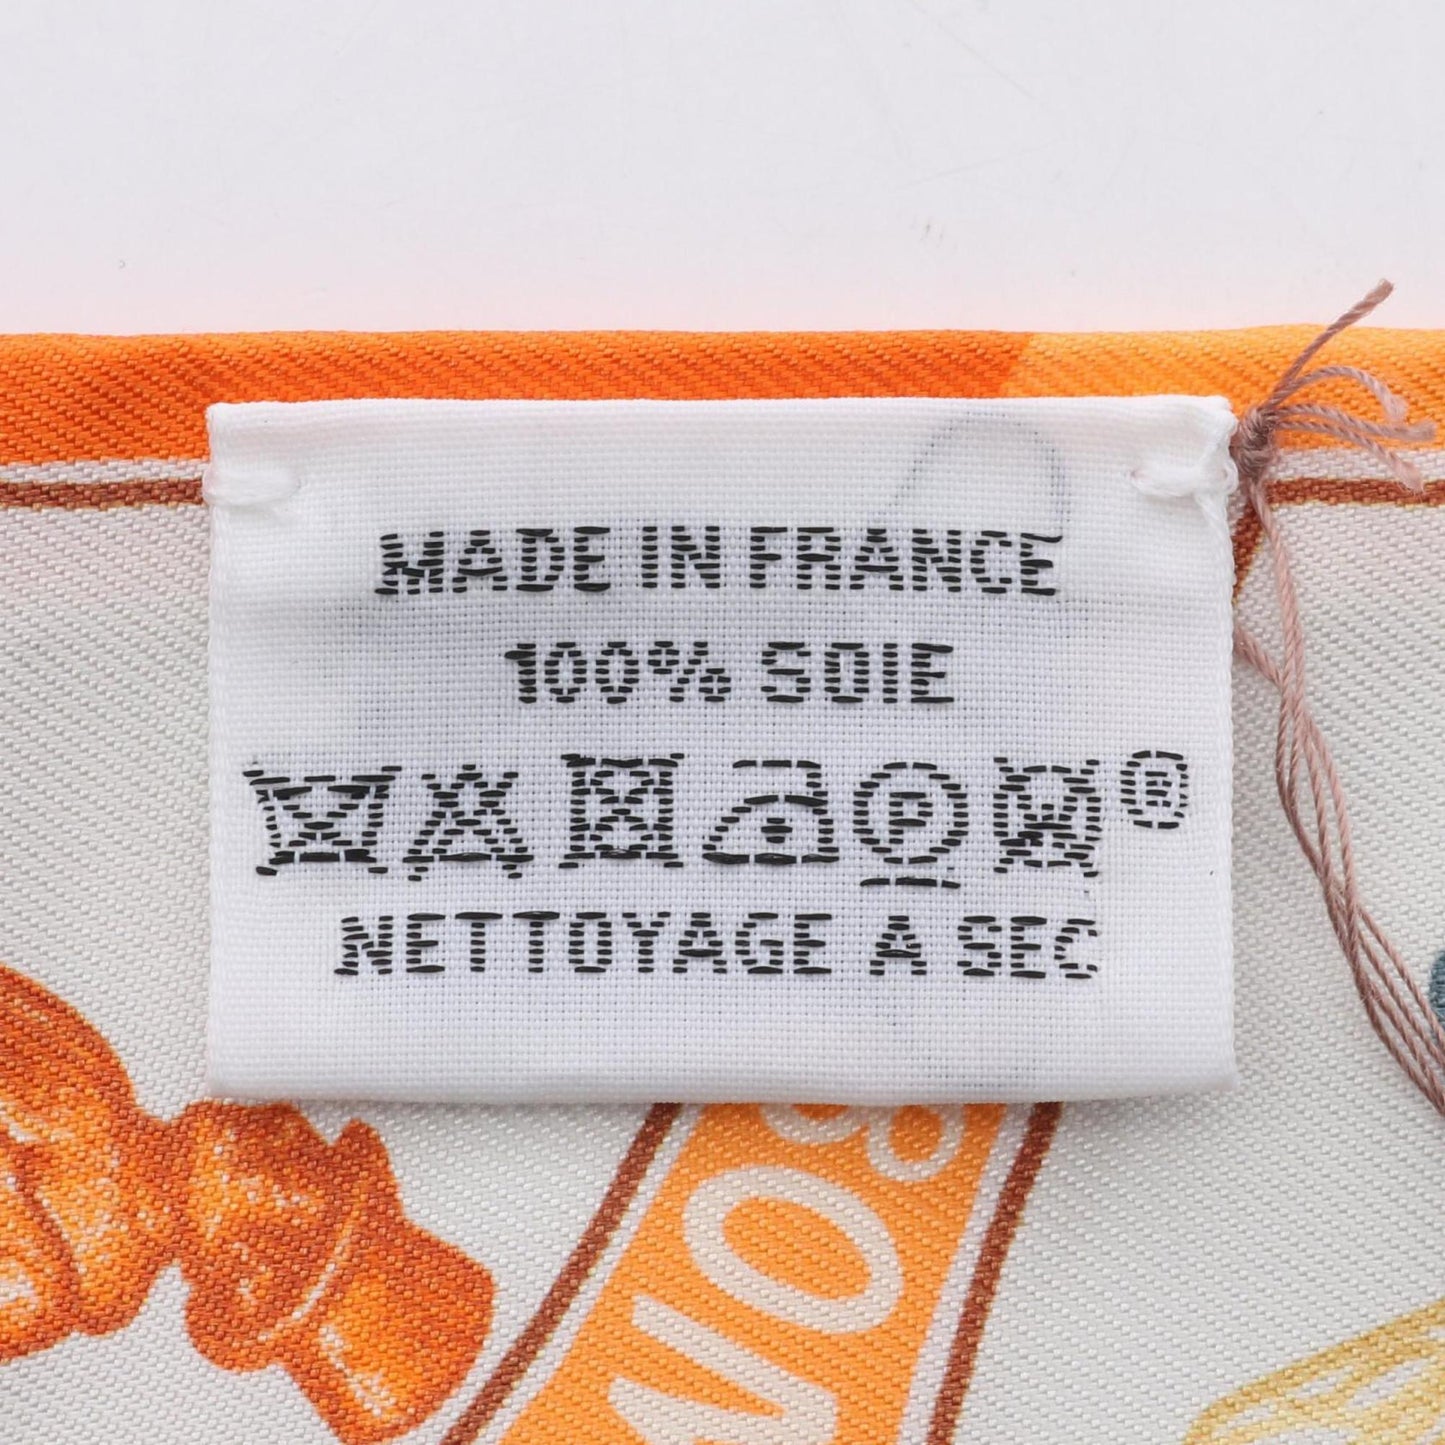 MADE IN FRANCE
100% SOIE
P W ®
NETTOYAGE A SEC